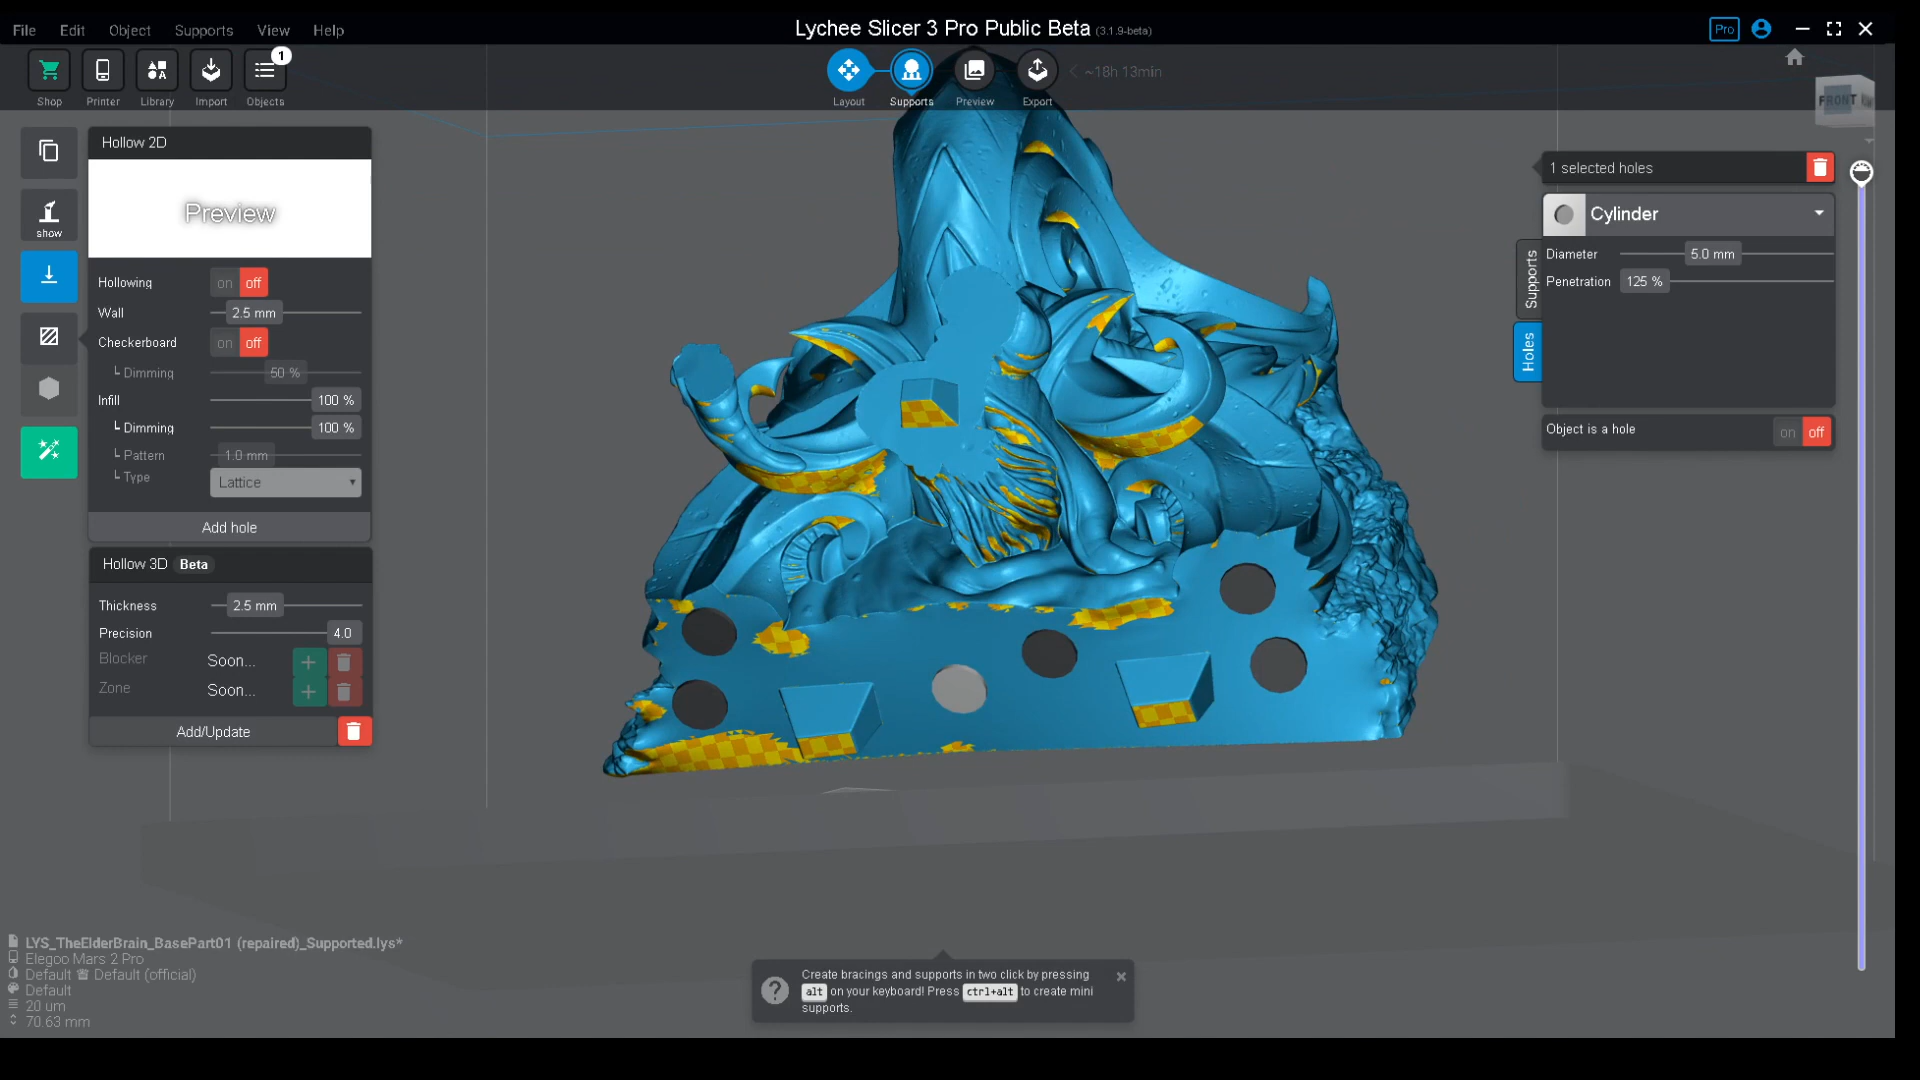 Lychee Slicer 3 Pro Public Beta (3.1.9-beta)
File Edit Object Supports View Help
Pro
1
Shop Printer Library Import Objects
Layout Supports Preview Export
~18h 13min
FRONT
show
Hollow 2D
Preview
Hollowing on off
Wall 2.5 mm
Checkerboard on off
Dimming 50 %
Infill 100 %
Dimming 100 %
Pattern 1.0 mm
Type Lattice
Add hole
Hollow 3D Beta
Thickness 2.5 mm
Precision 4.0
Blocker Soon... +
Zone Soon... +
Add/Update
1 selected holes
Cylinder
Diameter 5.0 mm
Penetration 125 %
Supports
Holes
Object is a hole on off
LYS_TheElderBrain_BasePart01 (repaired)_Supported.lys*
Elegoo Mars 2 Pro
Default Default (official)
Default
20 um
70.63 mm
Create bracings and supports in two click by pressing
alt on your keyboard! Press ctrl+alt to create mini
supports.